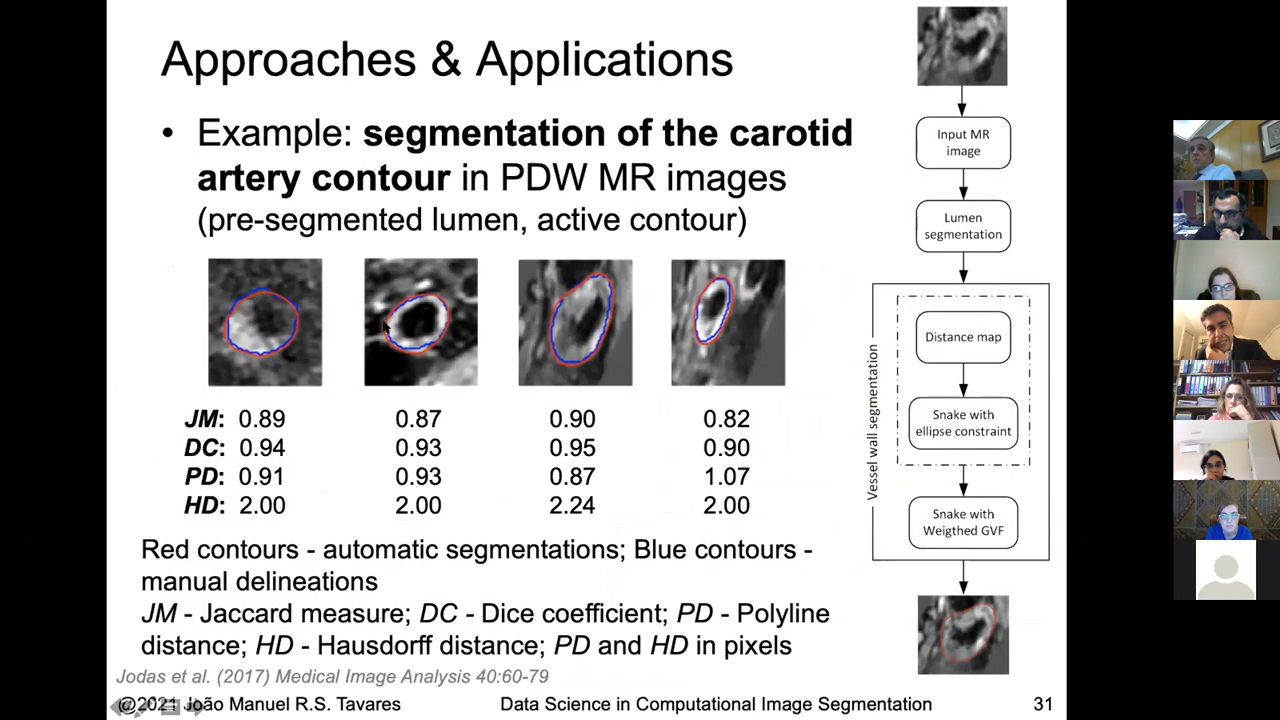 Approaches & Applications
• Example: segmentation of the carotid
artery contour in PDW MR images
(pre-segmented lumen, active contour)
JM: 0.89 0.87 0.90 0.82
DC: 0.94 0.93 0.95 0.90
PD: 0.91 0.93 0.87 1.07
HD: 2.00 2.00 2.24 2.00
Red contours - automatic segmentations; Blue contours -
manual delineations
JM - Jaccard measure; DC - Dice coefficient; PD - Polyline
distance; HD - Hausdorff distance; PD and HD in pixels
Jodas et al. (2017) Medical Image Analysis 40:60-79
©2021 João Manuel R.S. Tavares Data Science in Computational Image Segmentation 31
Input MR
image
Lumen
segmentation
Vessel wall segmentation
Distance map
Snake with
ellipse constraint
Snake with
Weigthed GVF